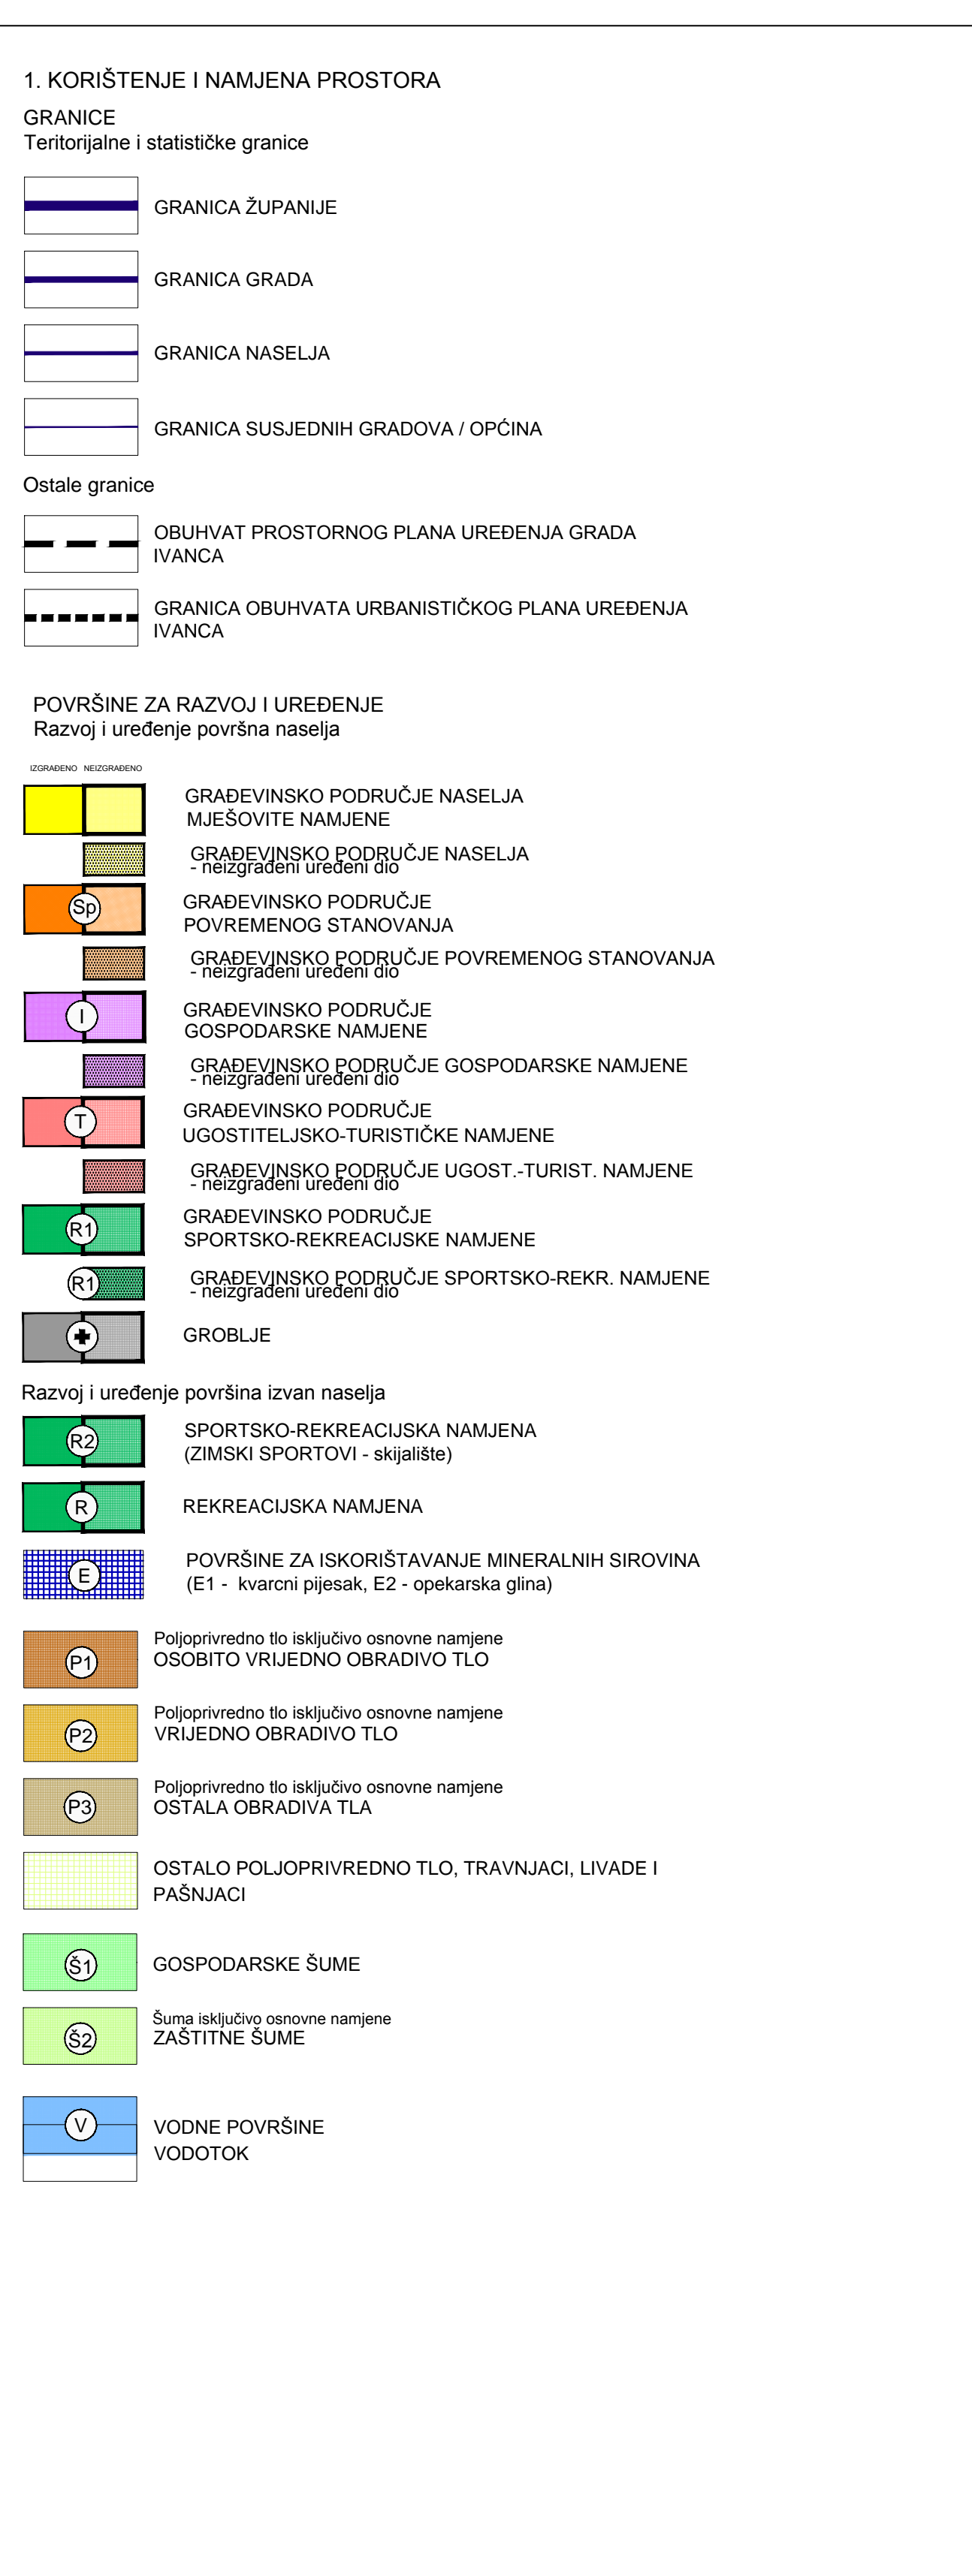 1. KORIŠTENJE I NAMJENA PROSTORA
GRANICE
Teritorijalne i statističke granice
GRANICA ŽUPANIJE
GRANICA GRADA
GRANICA NASELJA
GRANICA SUSJEDNIH GRADOVA / OPĆINA
Ostale granice
OBUHVAT PROSTORNOG PLANA UREĐENJA GRADA
IVANCA
GRANICA OBUHVATA URBANISTIČKOG PLANA UREĐENJA
IVANCA
POVRŠINE ZA RAZVOJ I UREĐENJE
Razvoj i uređenje površna naselja
IZGRAĐENO NEIZGRAĐENO
GRAĐEVINSKO PODRUČJE NASELJA
MJEŠOVITE NAMJENE
GRAĐEVINSKO PODRUČJE NASELJA
- neizgrađeni uređeni dio
Sp
GRAĐEVINSKO PODRUČJE
POVREMENOG STANOVANJA
GRAĐEVINSKO PODRUČJE POVREMENOG STANOVANJA
- neizgrađeni uređeni dio
I
GRAĐEVINSKO PODRUČJE
GOSPODARSKE NAMJENE
GRAĐEVINSKO PODRUČJE GOSPODARSKE NAMJENE
- neizgrađeni uređeni dio
T
GRAĐEVINSKO PODRUČJE
UGOSTITELJSKO-TURISTIČKE NAMJENE
GRAĐEVINSKO PODRUČJE UGOST.-TURIST. NAMJENE
- neizgrađeni uređeni dio
R1
GRAĐEVINSKO PODRUČJE
SPORTSKO-REKREACIJSKE NAMJENE
R1
GRAĐEVINSKO PODRUČJE SPORTSKO-REKR. NAMJENE
- neizgrađeni uređeni dio
GROBLJE
Razvoj i uređenje površina izvan naselja
R2
SPORTSKO-REKREACIJSKA NAMJENA
(ZIMSKI SPORTOVI - skijalište)
R
REKREACIJSKA NAMJENA
E
POVRŠINE ZA ISKORIŠTAVANJE MINERALNIH SIROVINA
(E1 - kvarcni pijesak, E2 - opekarska glina)
P1
Poljoprivredno tlo isključivo osnovne namjene
OSOBITO VRIJEDNO OBRADIVO TLO
P2
Poljoprivredno tlo isključivo osnovne namjene
VRIJEDNO OBRADIVO TLO
P3
Poljoprivredno tlo isključivo osnovne namjene
OSTALA OBRADIVA TLA
OSTALO POLJOPRIVREDNO TLO, TRAVNJACI, LIVADE I
PAŠNJACI
Š1
GOSPODARSKE ŠUME
Š2
Šuma isključivo osnovne namjene
ZAŠTITNE ŠUME
V
VODNE POVRŠINE
VODOTOK